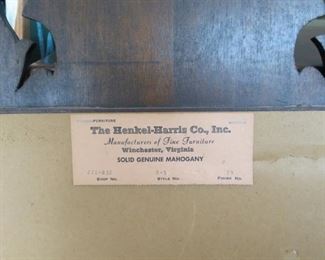 FURNITURE
The Henkel-Harris Co., Inc.
Manufacturers of Fine Furniture
Winchester, Virginia
SOLID GENUINE MAHOGANY
Shop No. Style No. Finish No.